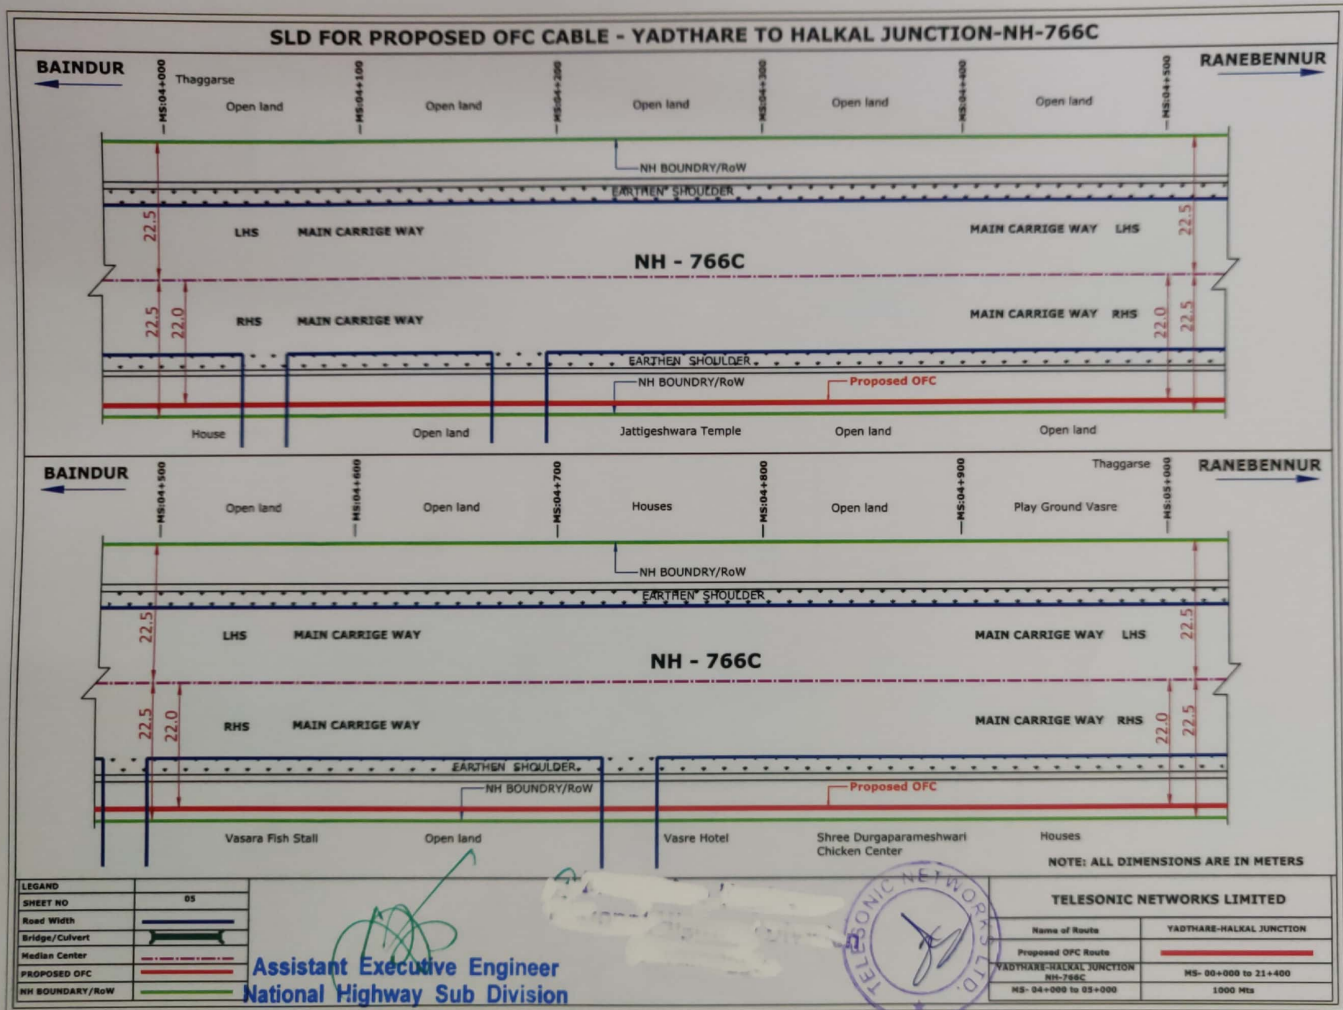 SLD FOR PROPOSED OFC CABLE - YADTHARE TO HALKAL JUNCTION-NH-766C
BAINDUR
MS:04+000
Thaggarse
MS:04+100
MS:04+200
MS:04+300
MS:04+400
MS:04+500
RANEBENNUR
Open land Open land Open land Open land Open land
NH BOUNDRY/RoW
EARTHEN SHOULDER
22.5 22.5
LHS MAIN CARRIGE WAY MAIN CARRIGE WAY LHS
NH - 766C
22.5 22.0 22.0 22.5
RHS MAIN CARRIGE WAY MAIN CARRIGE WAY RHS
EARTHEN SHOULDER
NH BOUNDRY/RoW Proposed OFC
House Open land Jattigeshwara Temple Open land Open land
BAINDUR
MS:04+500
MS:04+600
MS:04+700
MS:04+800
MS:04+900
Thaggarse
MS:05+000
RANEBENNUR
Open land Open land Houses Open land Play Ground Vasre
NH BOUNDRY/RoW
EARTHEN SHOULDER
22.5 22.5
LHS MAIN CARRIGE WAY MAIN CARRIGE WAY LHS
NH - 766C
22.5 22.0 22.0 22.5
RHS MAIN CARRIGE WAY MAIN CARRIGE WAY RHS
EARTHEN SHOULDER
NH BOUNDRY/RoW Proposed OFC
Vasara Fish Stall Open land Vasre Hotel Shree Durgaparameshwari Houses
Chicken Center
NOTE: ALL DIMENSIONS ARE IN METERS
LEGAND
SHEET NO 05
Road Width
Bridge/Culvert
Median Center
PROPOSED OFC
NH BOUNDARY/RoW
Assistant Executive Engineer
National Highway Sub Division
TELESONIC NETWORKS LTD.
TELESONIC NETWORKS LIMITED
Name of Route YADTHARE-HALKAL JUNCTION
Proposed OFC Route
YADTHARE-HALKAL JUNCTION
NH-766C
MS- 00+000 to 21+400
MS- 04+000 to 05+000 1000 Mts